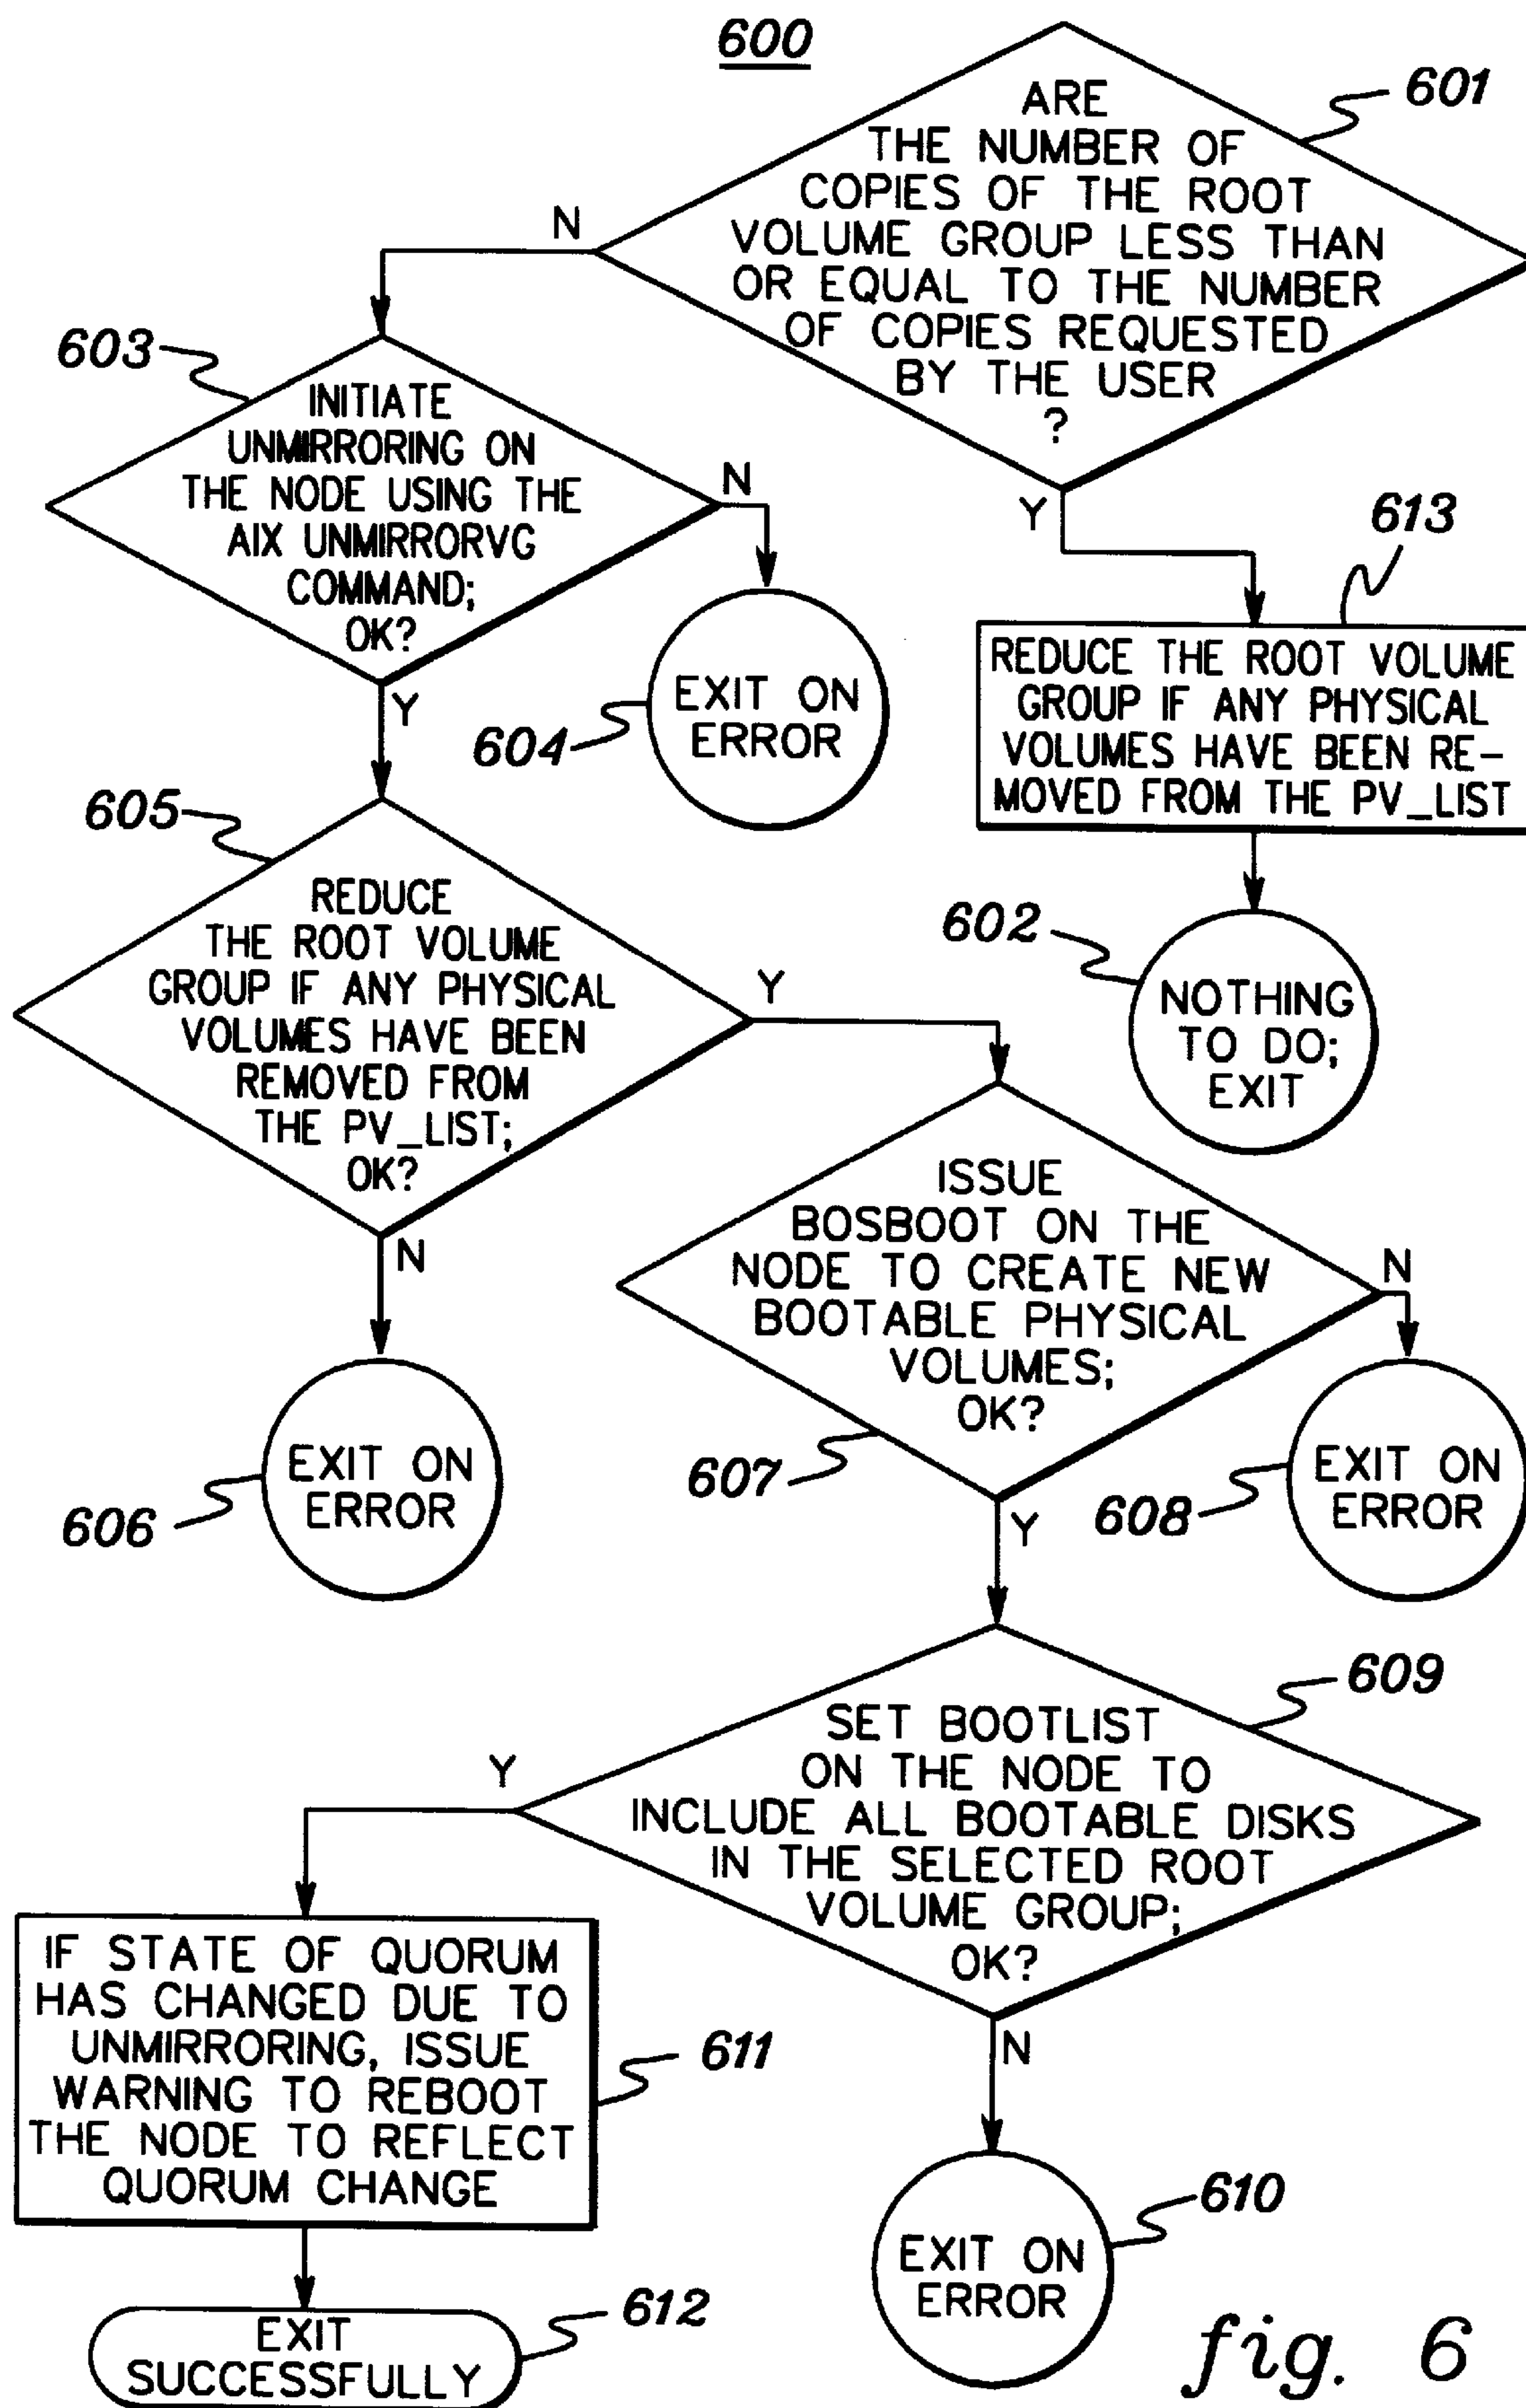 600
601
ARE
THE NUMBER OF
COPIES OF THE ROOT
VOLUME GROUP LESS THAN
OR EQUAL TO THE NUMBER
OF COPIES REQUESTED
BY THE USER
?
N
Y
603
INITIATE
UNMIRRORING ON
THE NODE USING THE
AIX UNMIRRORVG
COMMAND;
OK?
N
Y
604
EXIT ON
ERROR
613
REDUCE THE ROOT VOLUME
GROUP IF ANY PHYSICAL
VOLUMES HAVE BEEN RE-
MOVED FROM THE PV_LIST
602
NOTHING
TO DO;
EXIT
605
REDUCE
THE ROOT VOLUME
GROUP IF ANY PHYSICAL
VOLUMES HAVE BEEN
REMOVED FROM
THE PV_LIST;
OK?
Y
N
606
EXIT ON
ERROR
ISSUE
BOSBOOT ON THE
NODE TO CREATE NEW
BOOTABLE PHYSICAL
VOLUMES;
OK?
607
N
Y
608
EXIT ON
ERROR
609
SET BOOTLIST
ON THE NODE TO
INCLUDE ALL BOOTABLE DISKS
IN THE SELECTED ROOT
VOLUME GROUP;
OK?
Y
N
610
EXIT ON
ERROR
IF STATE OF QUORUM
HAS CHANGED DUE TO
UNMIRRORING, ISSUE
WARNING TO REBOOT
THE NODE TO REFLECT
QUORUM CHANGE
611
EXIT
SUCCESSFULLY
612
fig. 6